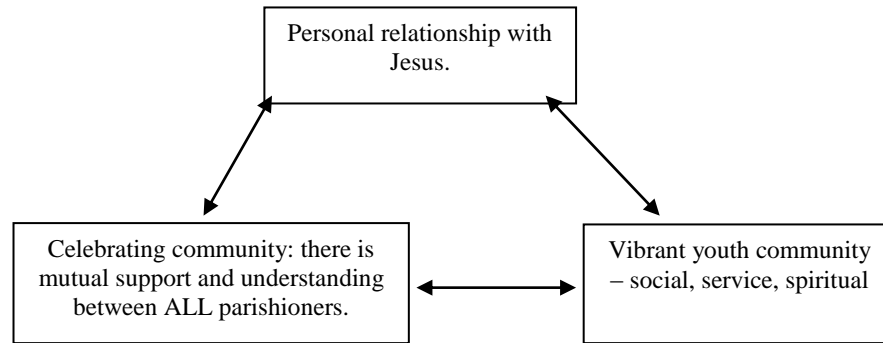 Personal relationship with
Jesus.
Celebrating community: there is
mutual support and understanding
between ALL parishioners.
Vibrant youth community
– social, service, spiritual